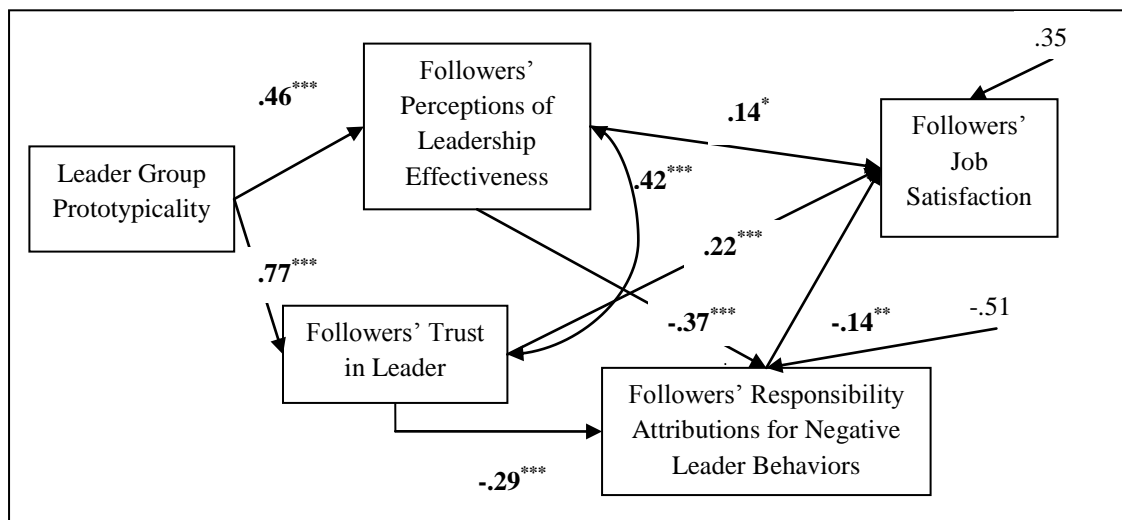 .35
Followers’
Perceptions of
Leadership
Effectiveness
.46***
.14*
Followers’
Job
Satisfaction
Leader Group
Prototypicality
.42***
.22***
.77***
Followers’ Trust
in Leader
-.37***
-.14**
-.51
Followers’ Responsibility
Attributions for Negative
Leader Behaviors
-.29***